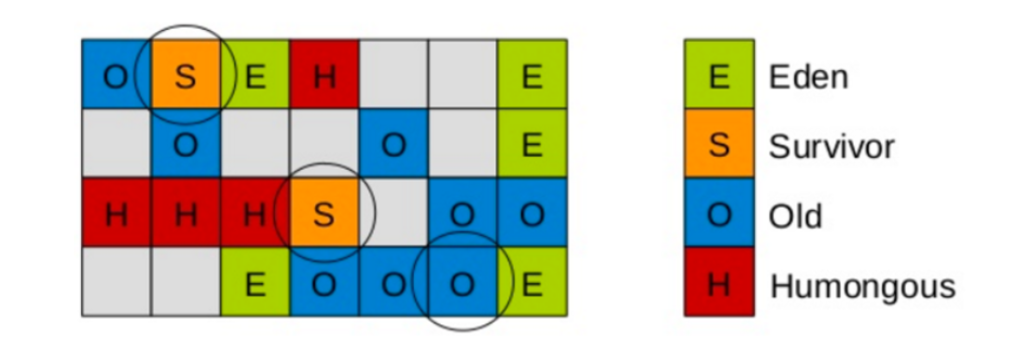 O S E H E E Eden
O O E S Survivor
H H H S O O O Old
E O O O E H Humongous